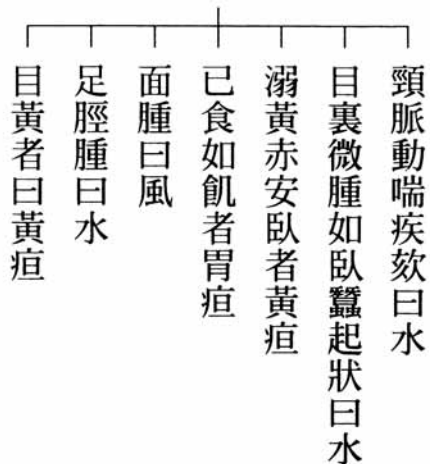 頸脈動喘疾欬曰水
目裏微腫如臥蠶起狀曰水
溺黃赤安臥者黃疸
已食如飢者胃疸
面腫曰風
足脛腫曰水
目黃者曰黃疸